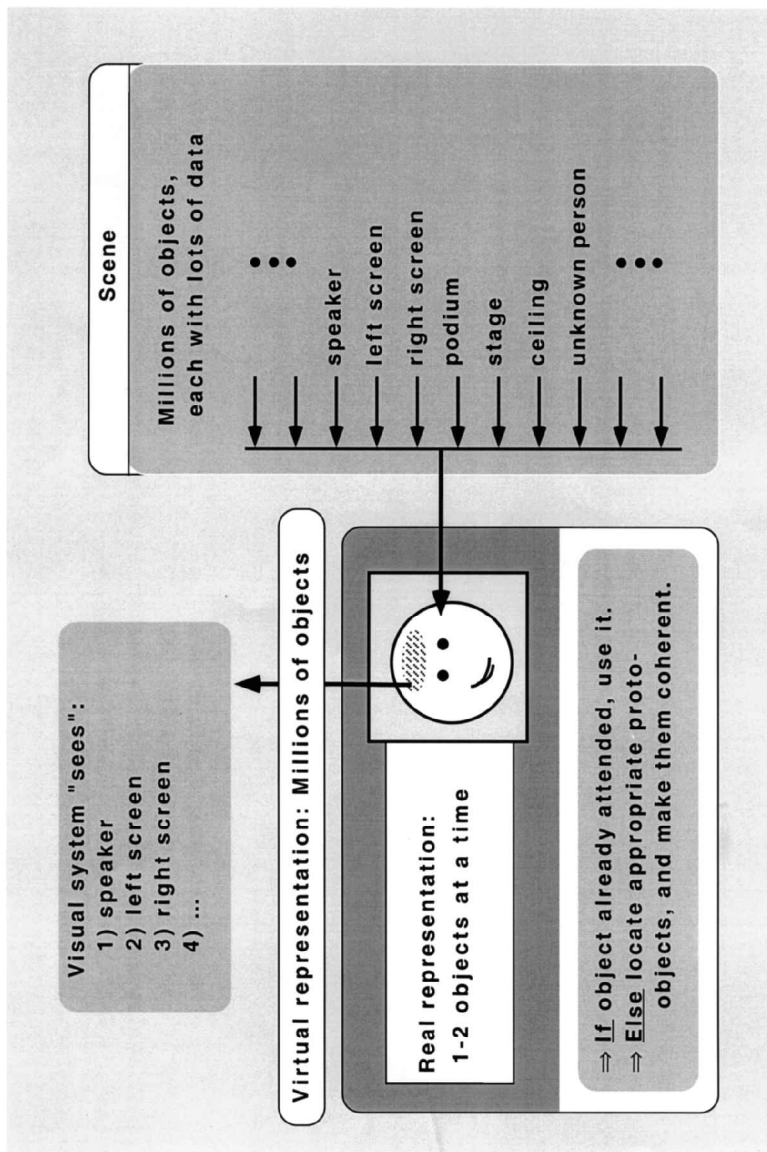 Scene
Millions of objects,
each with lots of data
speaker
left screen
right screen
podium
stage
ceiling
unknown person
Visual system "sees":
1) speaker
2) left screen
3) right screen
4) ...
Virtual representation: Millions of objects
Real representation:
1-2 objects at a time
⇒ If object already attended, use it.
⇒ Else locate appropriate proto-
objects, and make them coherent.